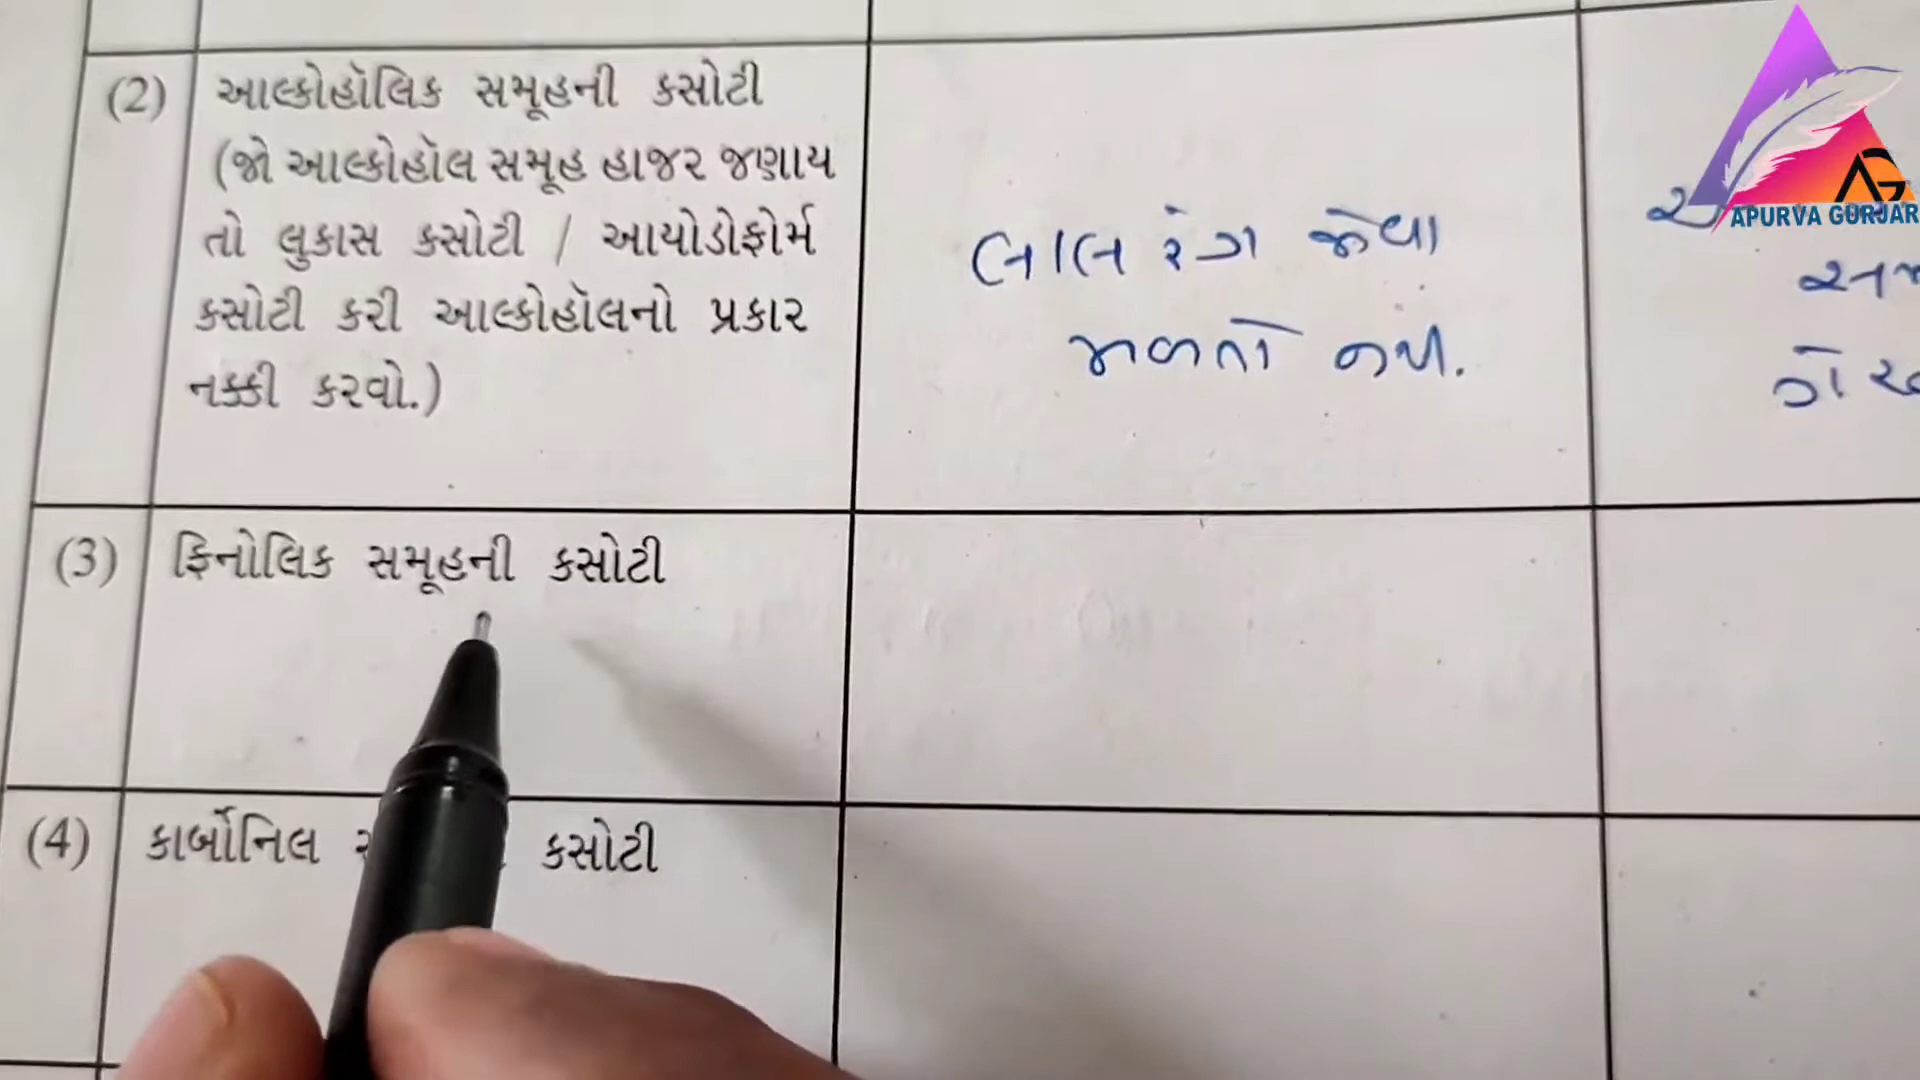 (2) આલ્કોહૉલિક સમૂહની કસોટી
(જો આલ્કોહૉલ સમૂહ હાજર જણાય
તો લુકાસ કસોટી / આયોડોફોર્મ
કસોટી કરી આલ્કોહૉલનો પ્રકાર
નક્કી કરવો.)
લાલ રંગ જોવા
મળતો નથી.
APURVA GURJAR
(3) ફિનોલિક સમૂહની કસોટી
(4) કાર્બોનિલ કસોટી